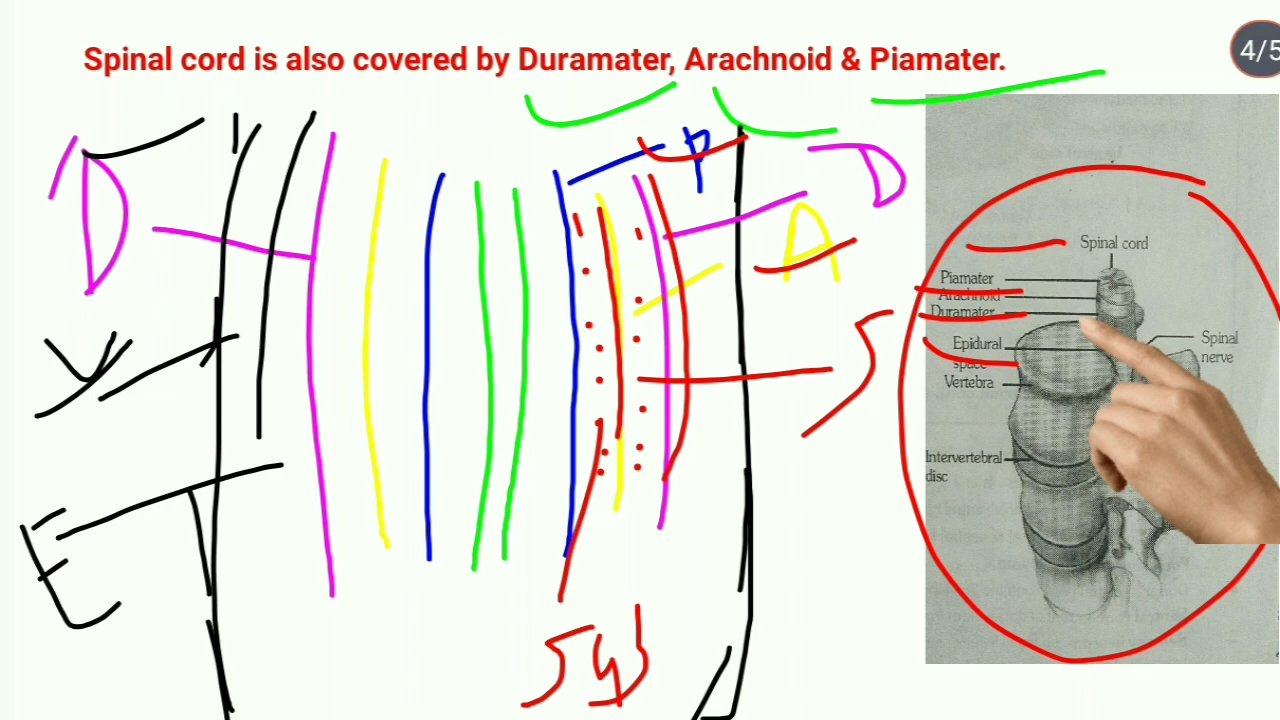 Spinal cord is also covered by Duramater, Arachnoid & Piamater.
4/5
D
P
D
A
V
E
S
Spinal cord
Piamater
Arachnoid
Duramater
Epidural
space
Vertebra
Spinal
nerve
Intervertebral
disc